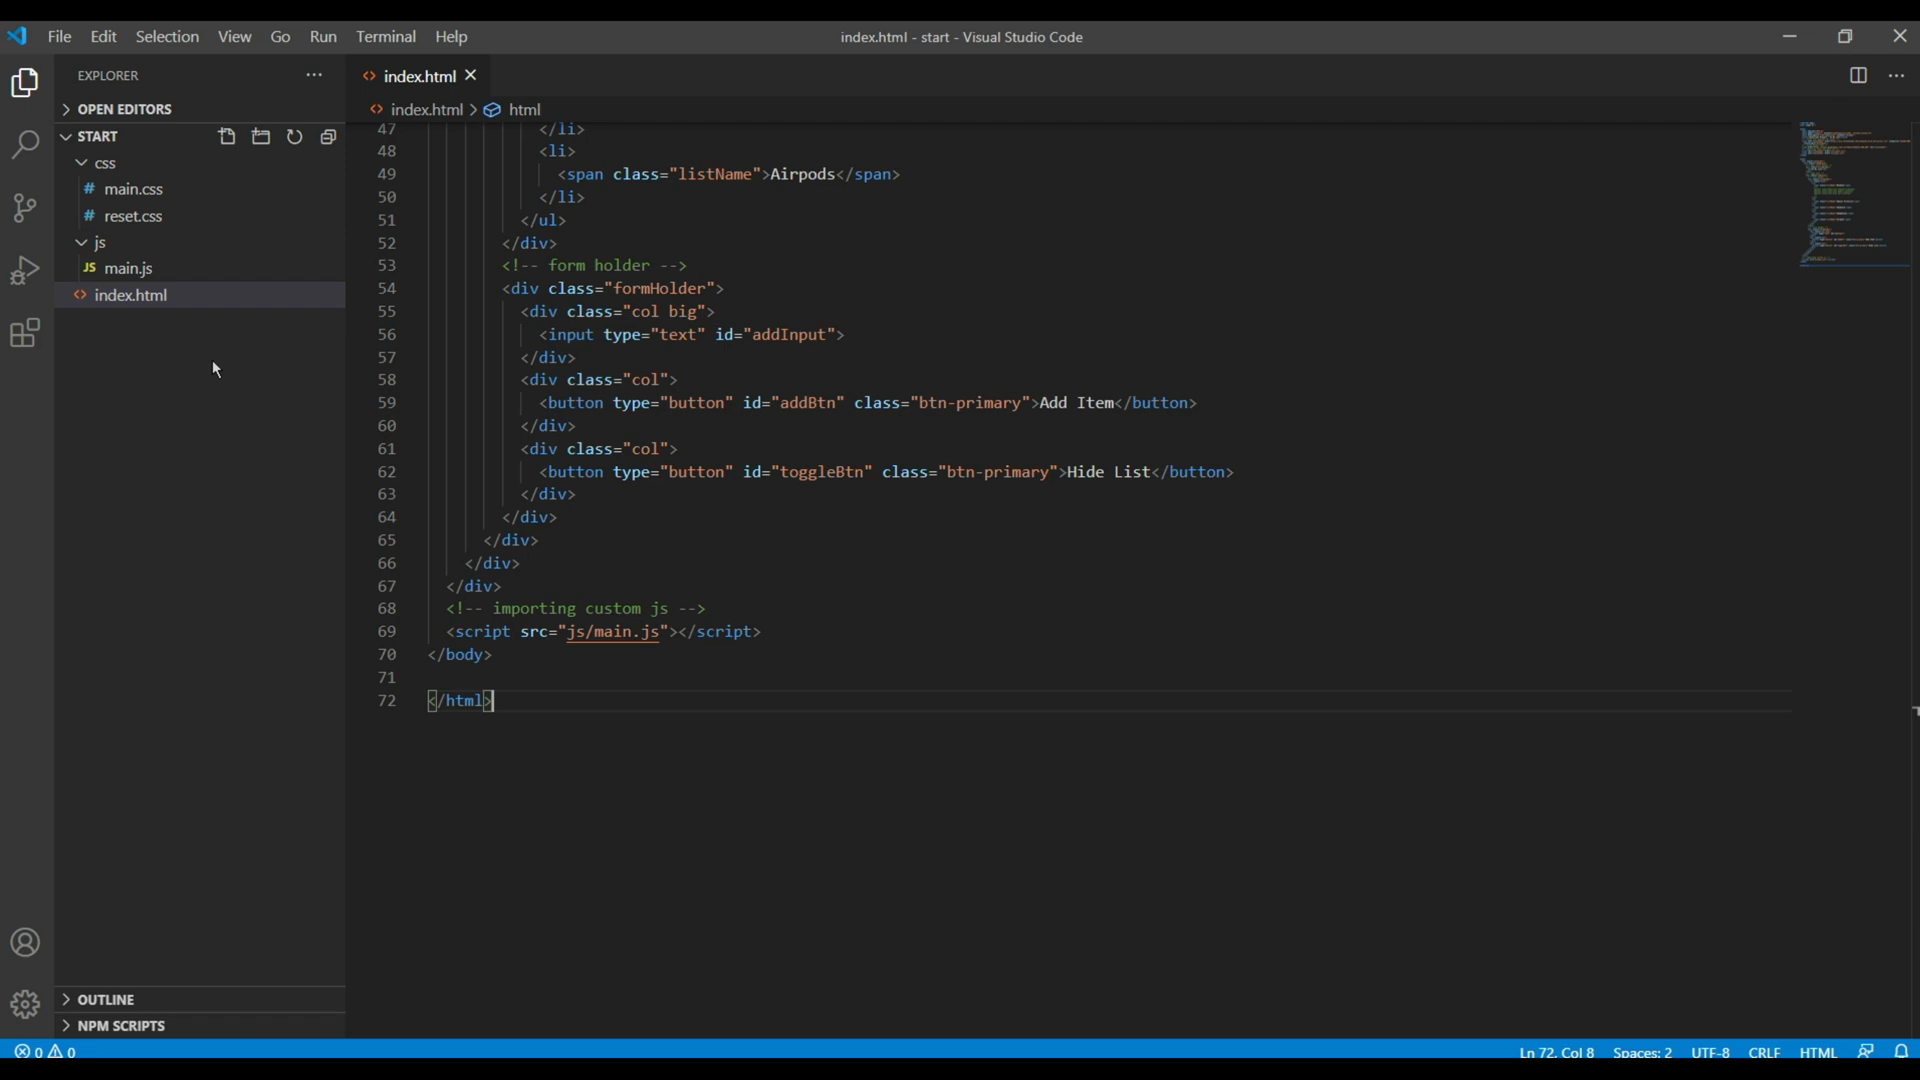 File Edit Selection View Go Run Terminal Help
index.html - start - Visual Studio Code
EXPLORER
OPEN EDITORS
START
css
# main.css
# reset.css
js
JS main.js
<> index.html
OUTLINE
NPM SCRIPTS
<> index.html
<> index.html > html
47 </li>
48 <li>
49 <span class="listName">Airpods</span>
50 </li>
51 </ul>
52 </div>
53 <!-- form holder -->
54 <div class="formHolder">
55 <div class="col big">
56 <input type="text" id="addInput">
57 </div>
58 <div class="col">
59 <button type="button" id="addBtn" class="btn-primary">Add Item</button>
60 </div>
61 <div class="col">
62 <button type="button" id="toggleBtn" class="btn-primary">Hide List</button>
63 </div>
64 </div>
65 </div>
66 </div>
67 </div>
68 <!-- importing custom js -->
69 <script src="js/main.js"></script>
70 </body>
71
72 </html>
0 0 Ln 72, Col 8 Spaces: 2 UTF-8 CRLF HTML